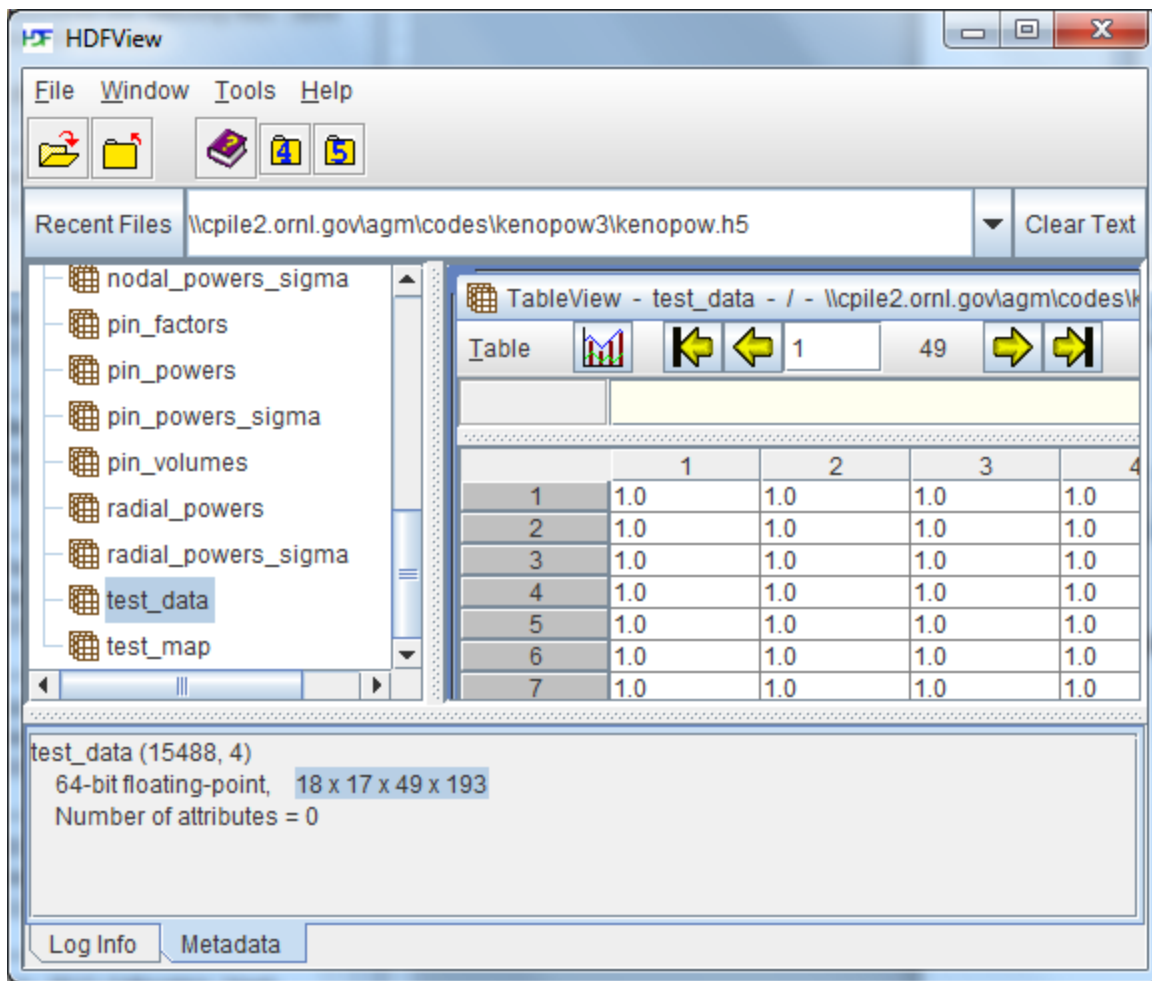 HDF HDFView
File Window Tools Help
4 5
Recent Files \\cpile2.ornl.gov\agm\codes\kenopow3\kenopow.h5 Clear Text
nodal_powers_sigma
pin_factors
pin_powers
pin_powers_sigma
pin_volumes
radial_powers
radial_powers_sigma
test_data
test_map
TableView - test_data - / - \\cpile2.ornl.gov\agm\codes\k
Table 1 49
1 2 3 4
1 1.0 1.0 1.0 1.0
2 1.0 1.0 1.0 1.0
3 1.0 1.0 1.0 1.0
4 1.0 1.0 1.0 1.0
5 1.0 1.0 1.0 1.0
6 1.0 1.0 1.0 1.0
7 1.0 1.0 1.0 1.0
test_data (15488, 4)
64-bit floating-point, 18 x 17 x 49 x 193
Number of attributes = 0
Log Info Metadata